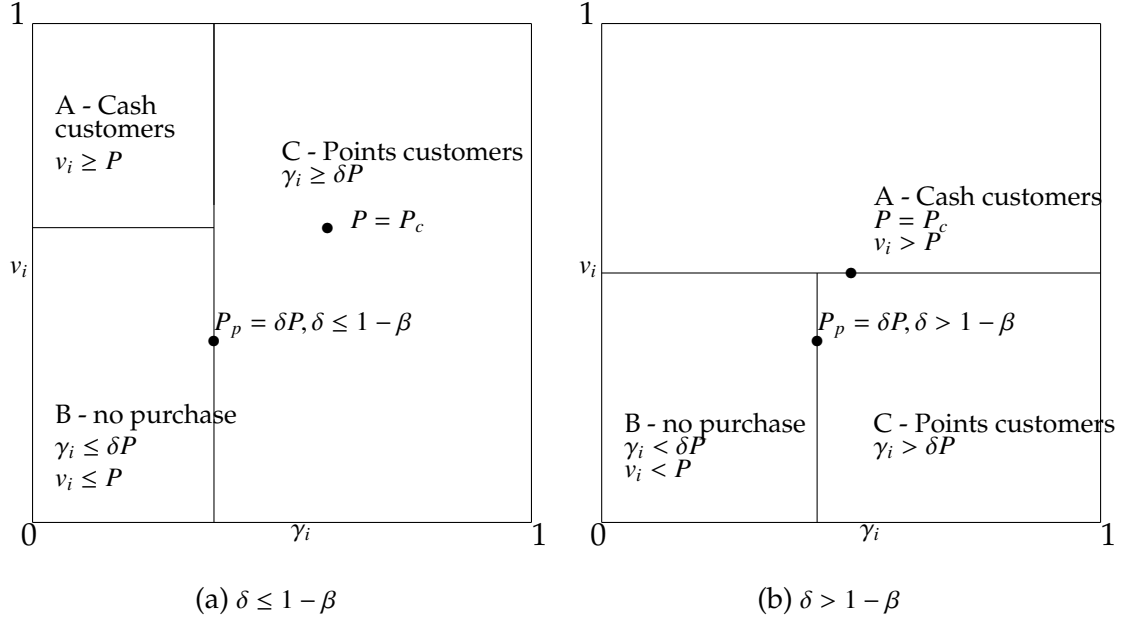 1
A - Cash
customers
v_i ≥ P
C - Points customers
γ_i ≥ δP
P = P_c
v_i
P_p = δP, δ ≤ 1 − β
B - no purchase
γ_i ≤ δP
v_i ≤ P
0
γ_i
1
(a) δ ≤ 1 − β
1
A - Cash customers
P = P_c
v_i > P
v_i
P_p = δP, δ > 1 − β
B - no purchase
γ_i < δP
v_i < P
C - Points customers
γ_i > δP
0
γ_i
1
(b) δ > 1 − β